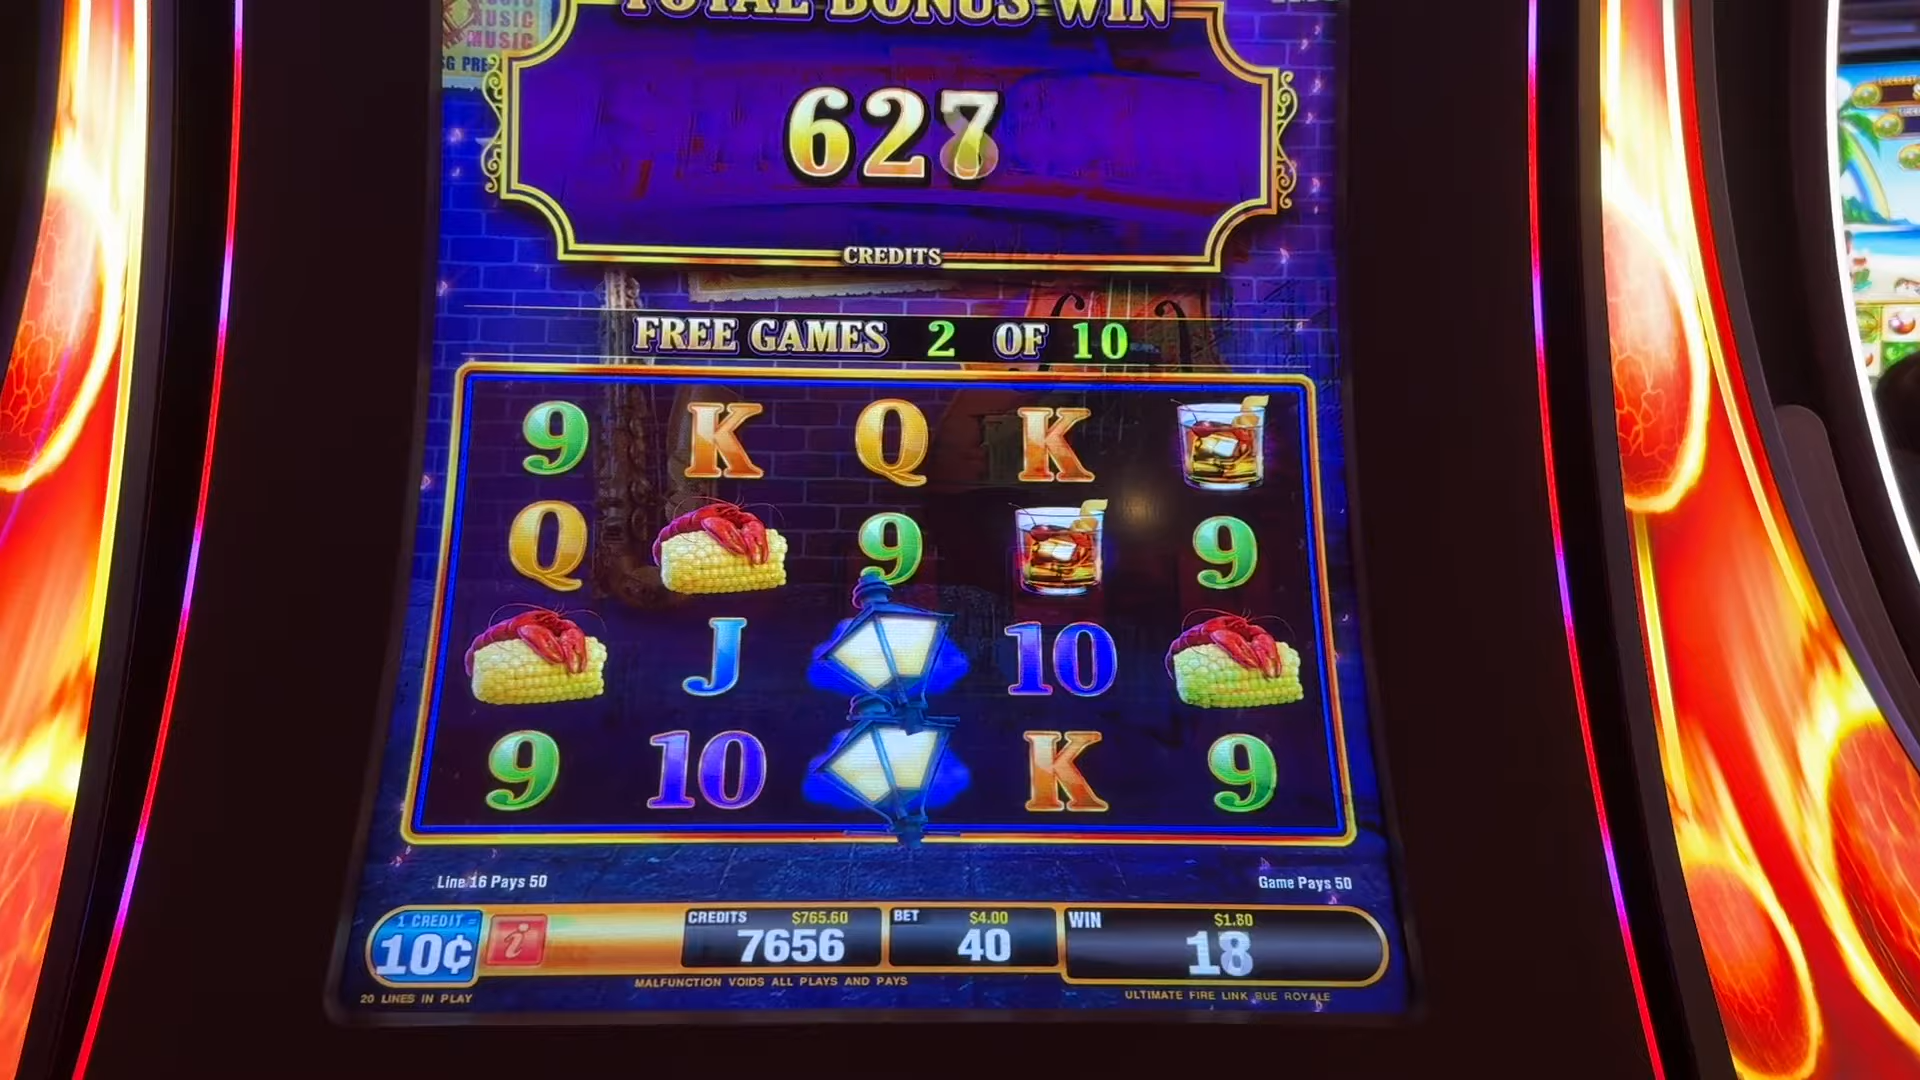 MUSIC
MUSIC
TOTAL BONUS WIN
627
CREDITS
FREE GAMES 2 OF 10
9 K Q K
Q 9 9
J 10
9 10 K 9
Line 16 Pays 50
Game Pays 50
1 CREDIT =
10¢
i
CREDITS $765.60
7656
BET $4.00
40
WIN $1.80
18
MALFUNCTION VOIDS ALL PLAYS AND PAYS
20 LINES IN PLAY
ULTIMATE FIRE LINK RUE ROYALE